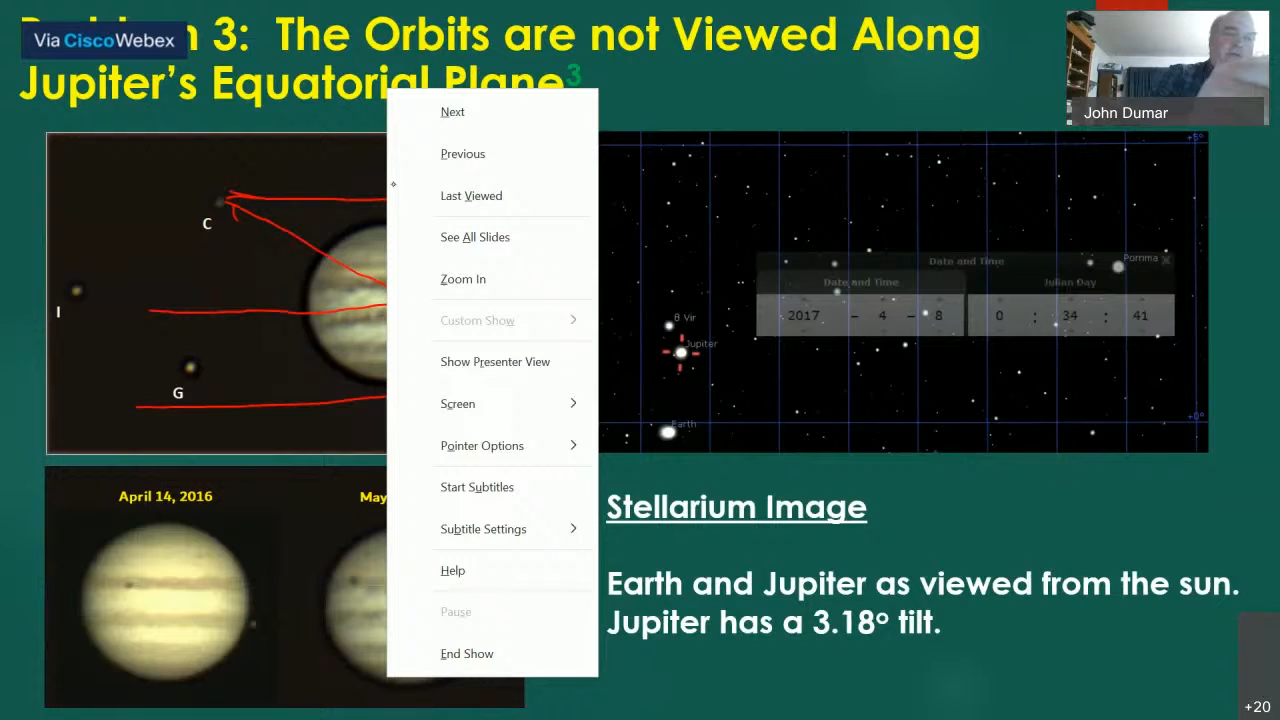 Via Cisco Webex
3: The Orbits are not Viewed Along
Jupiter's Equatorial Plane3
John Dumar
C
I
G
Next
Previous
Last Viewed
See All Slides
Zoom In
Custom Show
Show Presenter View
Screen
Pointer Options
Start Subtitles
Subtitle Settings
Help
Pause
End Show
+5°
Porrima
Date and Time
Date and Time
Julian Day
2017 - 4 - 8
0 : 34 : 41
β Vir
Jupiter
+0°
Earth
April 14, 2016
May
Stellarium Image
Earth and Jupiter as viewed from the sun.
Jupiter has a 3.18° tilt.
+20